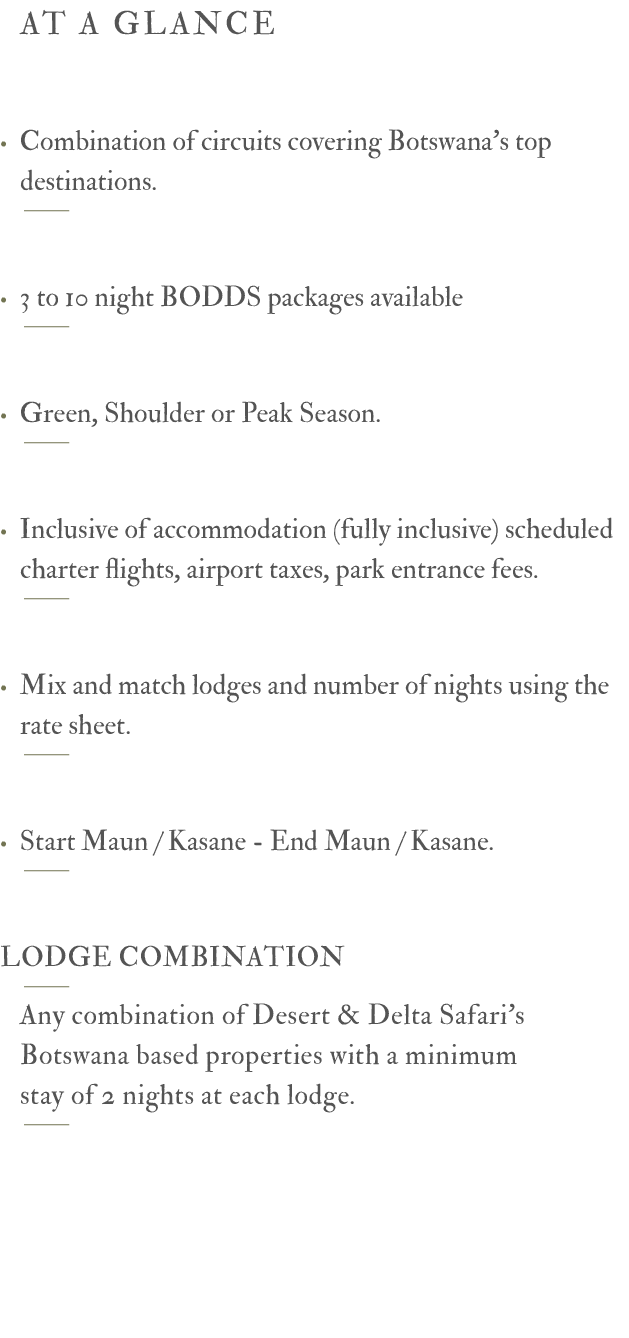 AT A GLANCE
• Combination of circuits covering Botswana’s top
destinations.
• 3 to 10 night BODDS packages available
• Green, Shoulder or Peak Season.
• Inclusive of accommodation (fully inclusive) scheduled
charter flights, airport taxes, park entrance fees.
• Mix and match lodges and number of nights using the
rate sheet.
• Start Maun / Kasane - End Maun / Kasane.
LODGE COMBINATION
Any combination of Desert & Delta Safari’s
Botswana based properties with a minimum
stay of 2 nights at each lodge.